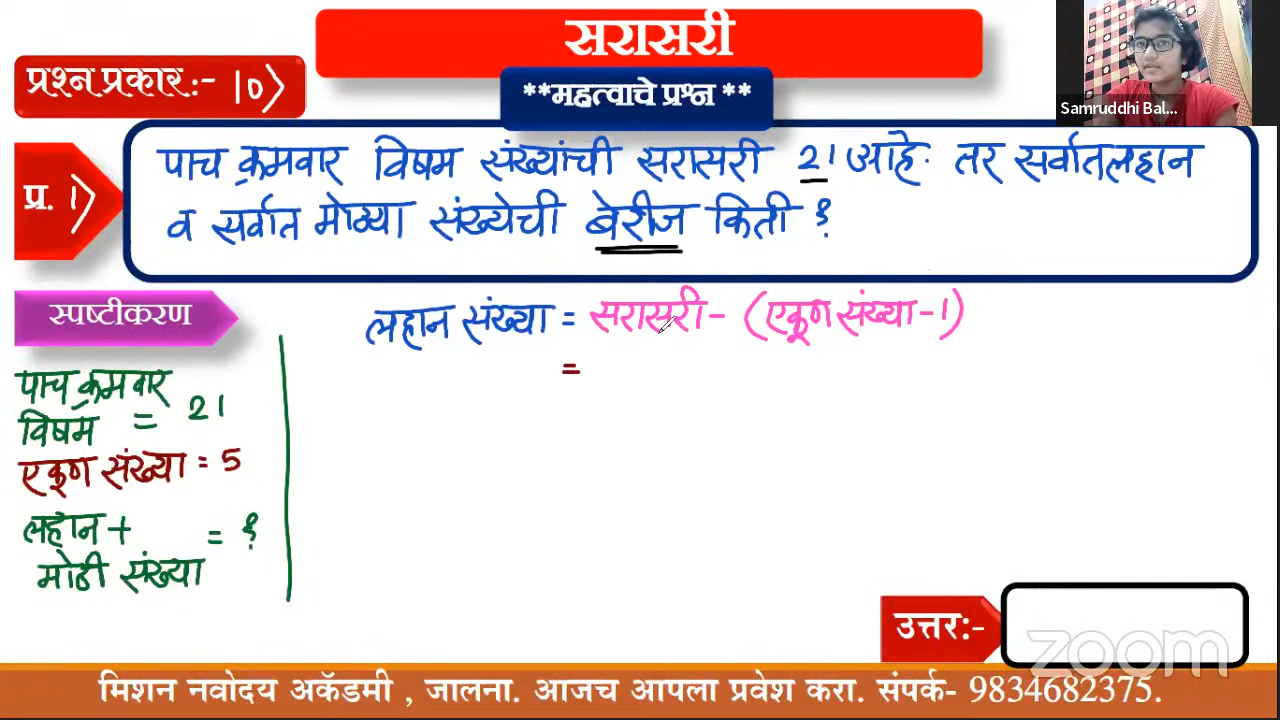 सरासरी
**महत्वाचे प्रश्न **
प्रश्न प्रकार:- 10)
Samruddhi Bal...
प्र. 1)
पाच क्रमवार विषम संख्यांची सरासरी 21 आहे. तर सर्वात लहान
व सर्वात मोठ्या संख्येची बेरीज किती ?
स्पष्टीकरण
पाच क्रमवार
विषम = 21
एकूण संख्या = 5
लहान +
मोठी संख्या = ?
लहान संख्या = सरासरी - (एकूण संख्या - 1)
=
उत्तर:-
zoom
मिशन नवोदय अॅकॅडमी , जालना. आजच आपला प्रवेश करा. संपर्क- 9834682375.